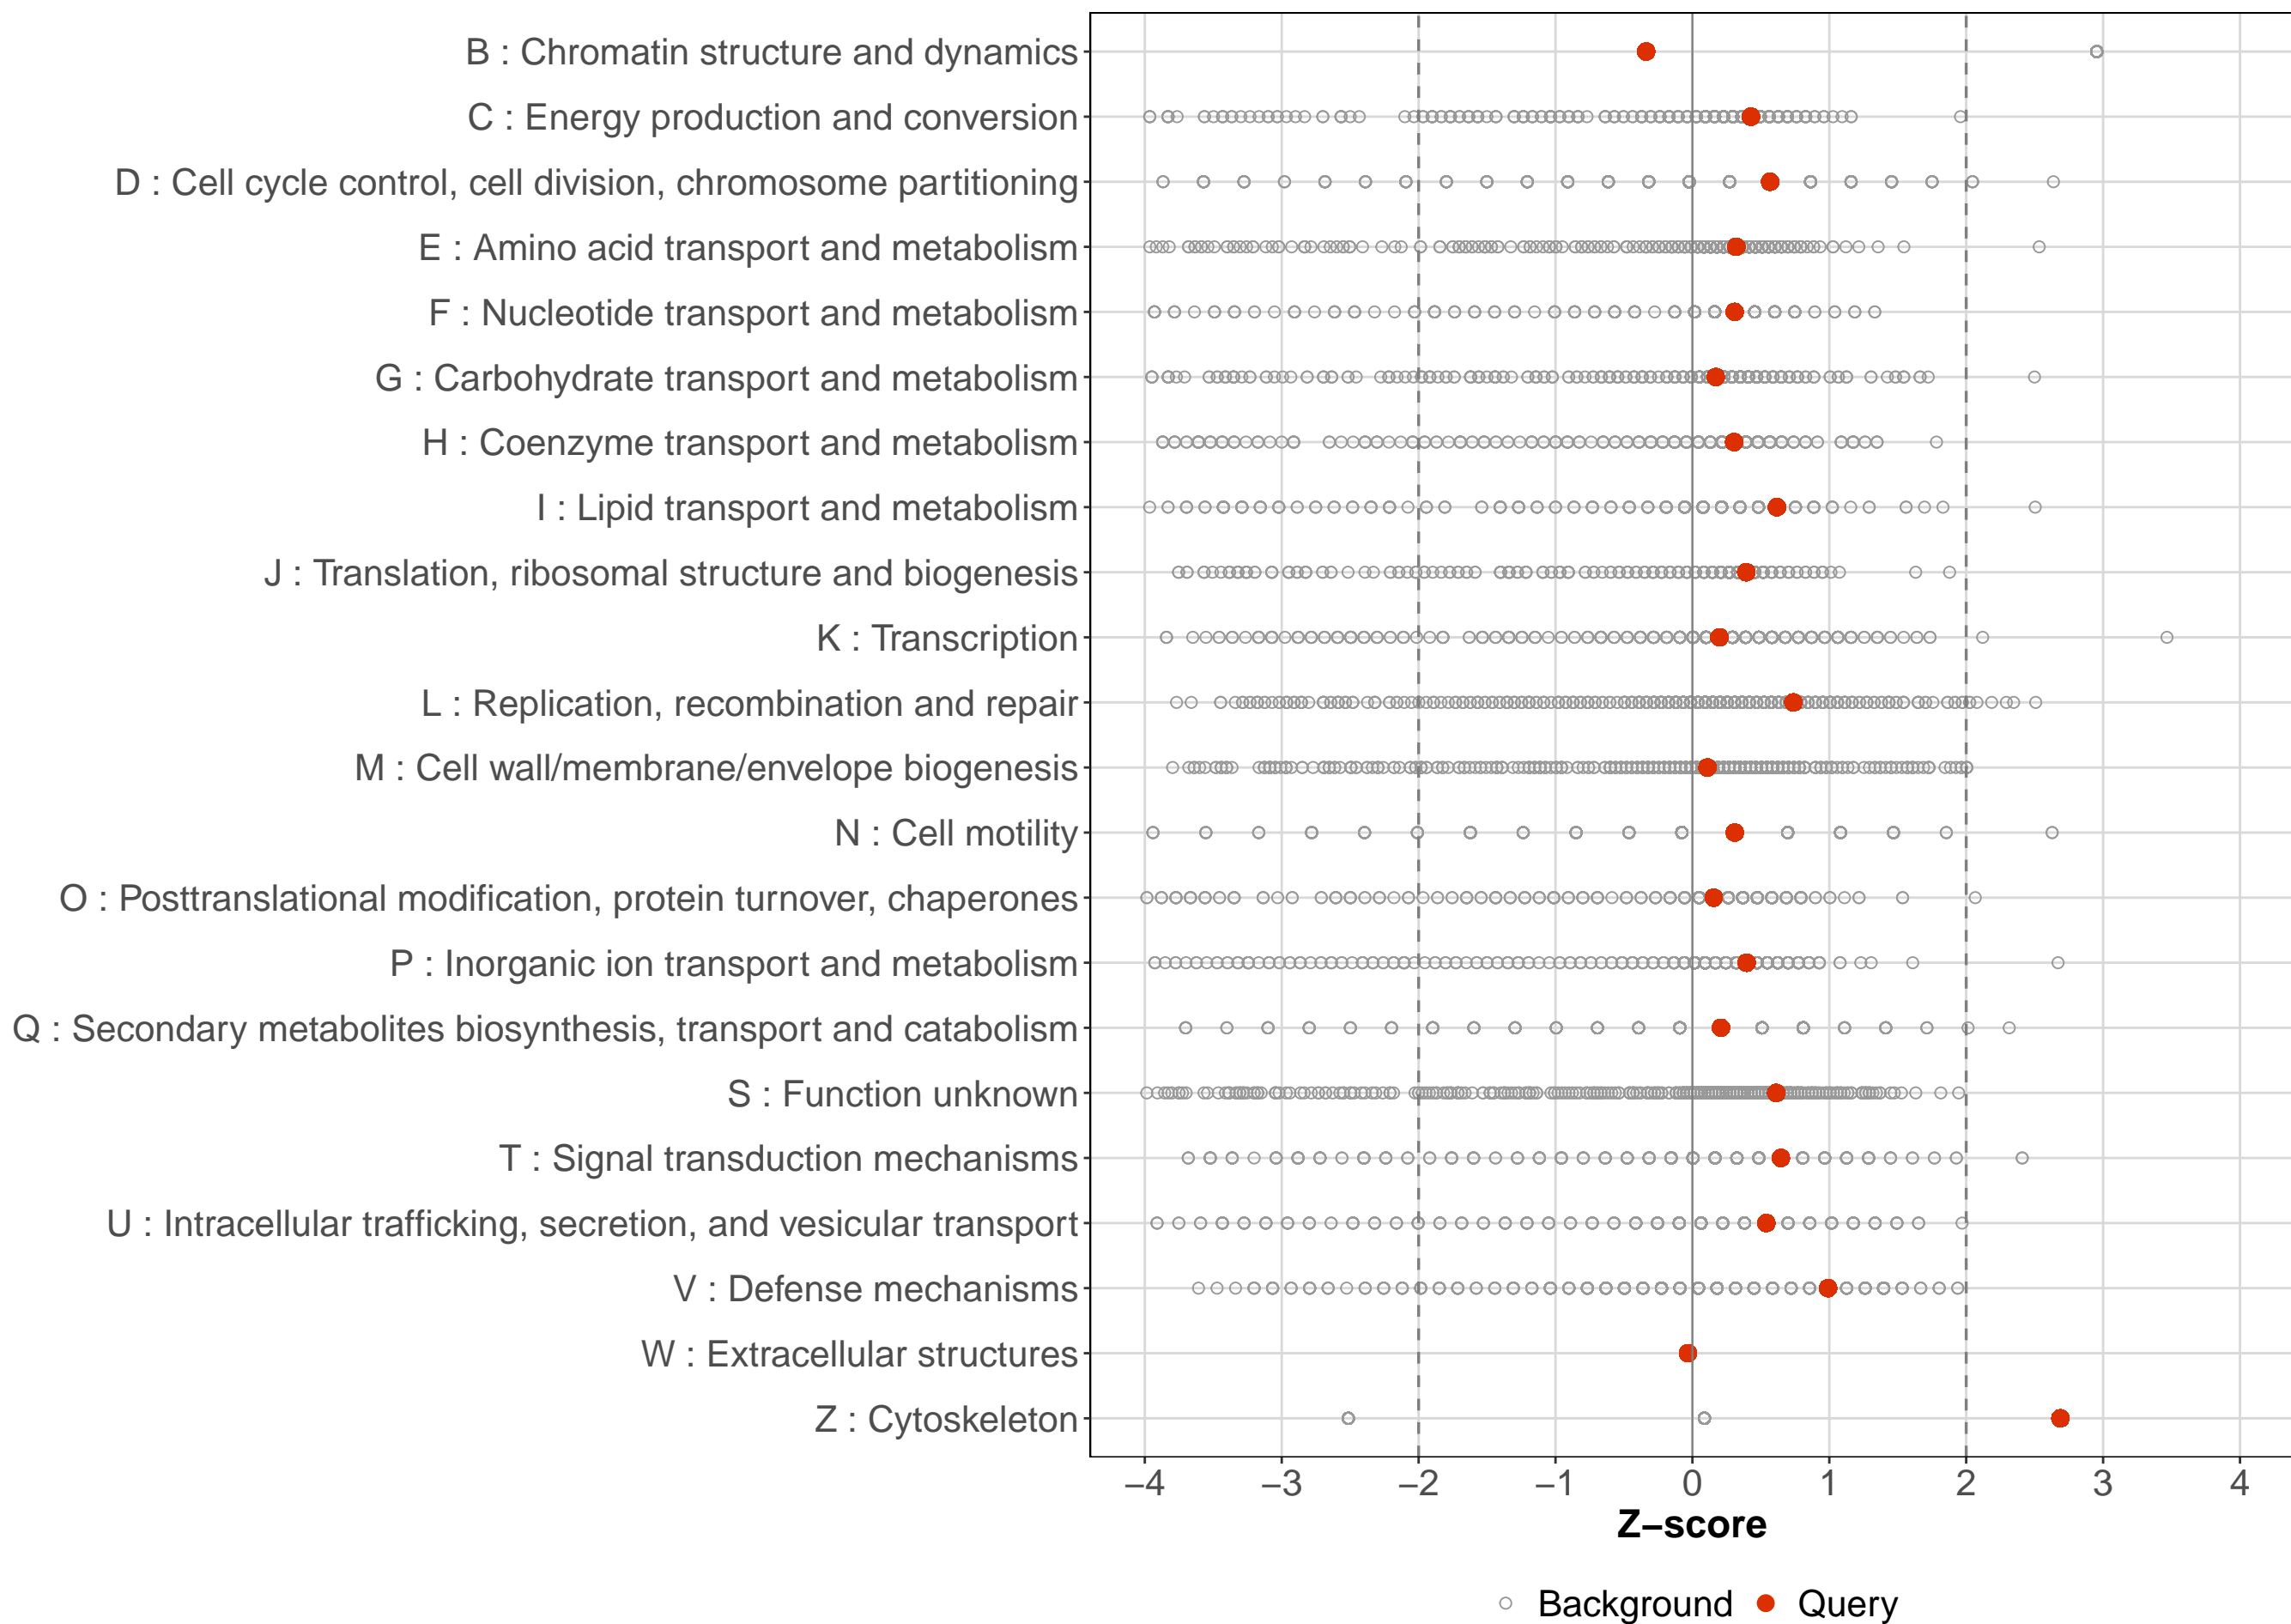 B : Chromatin structure and dynamics
C : Energy production and conversion
D : Cell cycle control, cell division, chromosome partitioning
E : Amino acid transport and metabolism
F : Nucleotide transport and metabolism
G : Carbohydrate transport and metabolism
H : Coenzyme transport and metabolism
I : Lipid transport and metabolism
J : Translation, ribosomal structure and biogenesis
K : Transcription
L : Replication, recombination and repair
M : Cell wall/membrane/envelope biogenesis
N : Cell motility
O : Posttranslational modification, protein turnover, chaperones
P : Inorganic ion transport and metabolism
Q : Secondary metabolites biosynthesis, transport and catabolism
S : Function unknown
T : Signal transduction mechanisms
U : Intracellular trafficking, secretion, and vesicular transport
V : Defense mechanisms
W : Extracellular structures
Z : Cytoskeleton
−4 −3 −2 −1 0 1 2 3 4
Z−score
Background Query